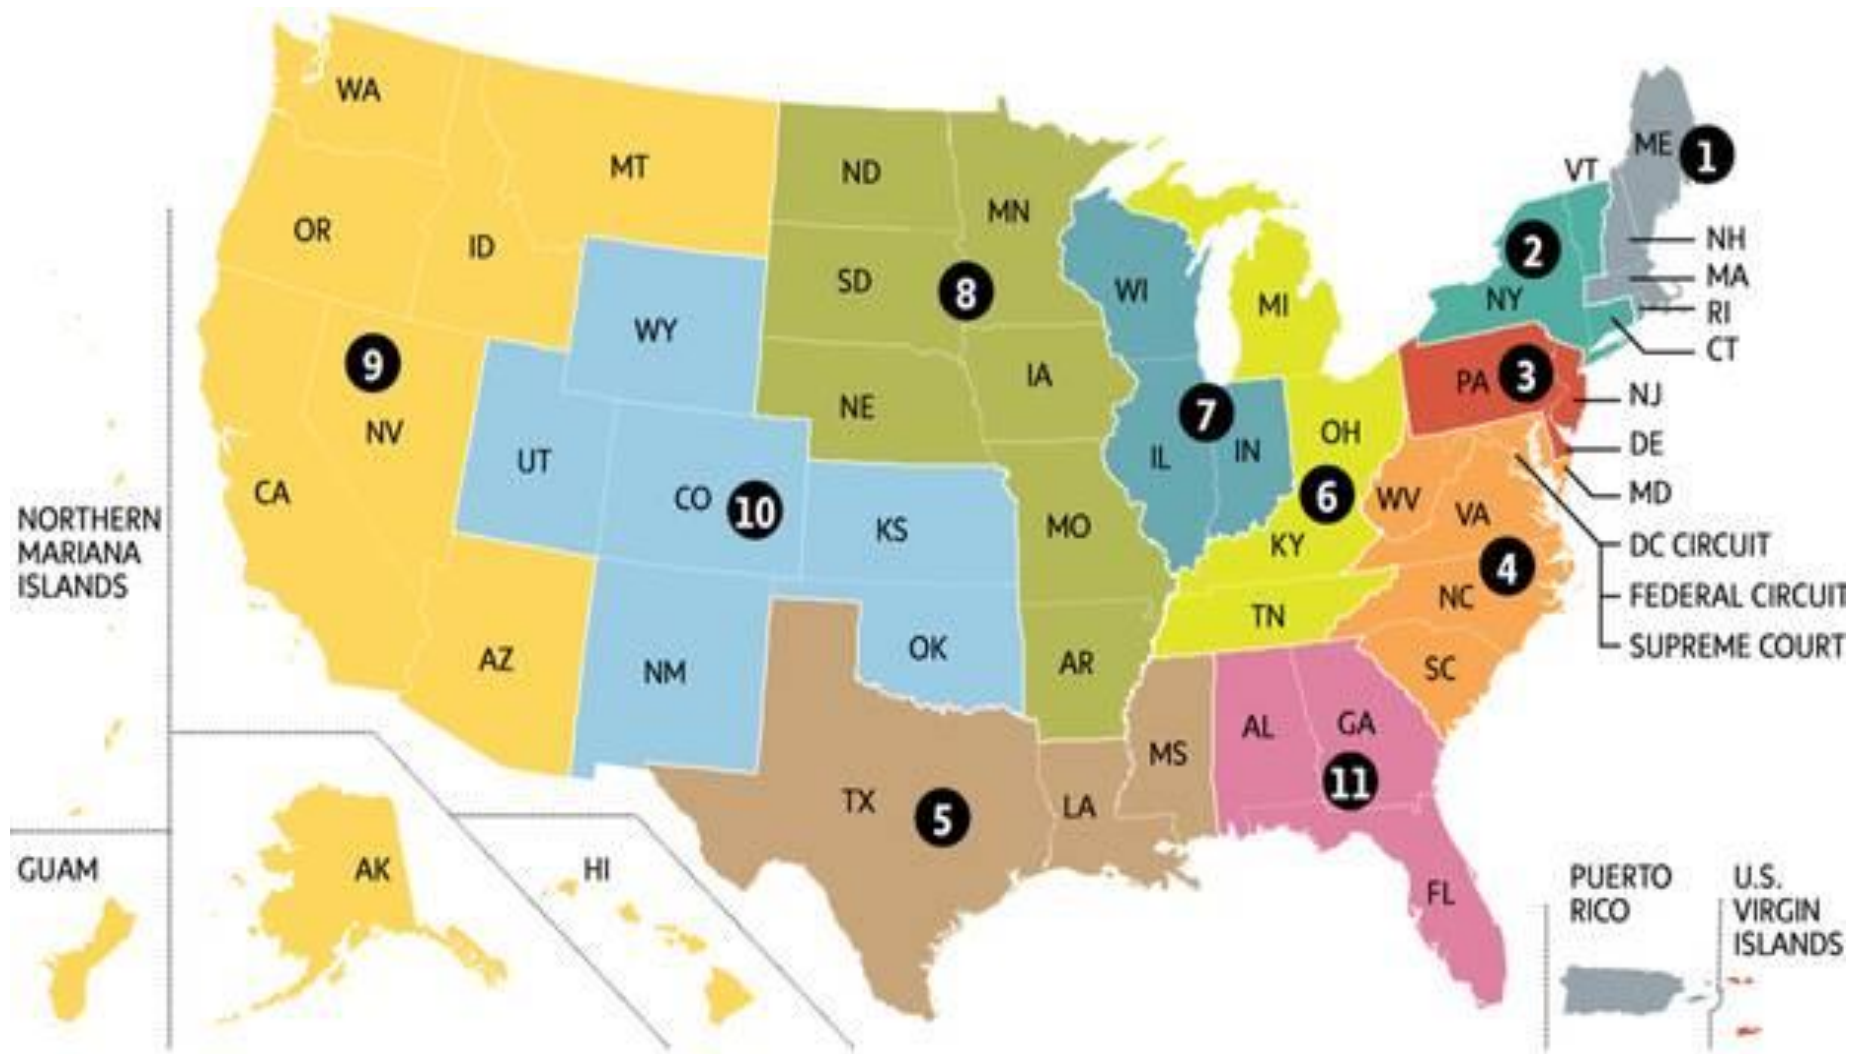 WA
MT
ND
MN
ME
1
VT
OR
ID
2
NH
SD
8
WI
MI
NY
MA
RI
WY
CT
9
IA
PA
3
NJ
NE
7
NV
OH
DE
UT
IL
IN
CA
CO
10
6
WV
MD
KS
MO
VA
KY
DC CIRCUIT
NORTHERN
MARIANA
ISLANDS
4
NC
FEDERAL CIRCUIT
TN
SUPREME COURT
OK
AZ
NM
AR
SC
AL
GA
MS
11
TX
5
LA
GUAM
AK
HI
FL
PUERTO
RICO
U.S.
VIRGIN
ISLANDS